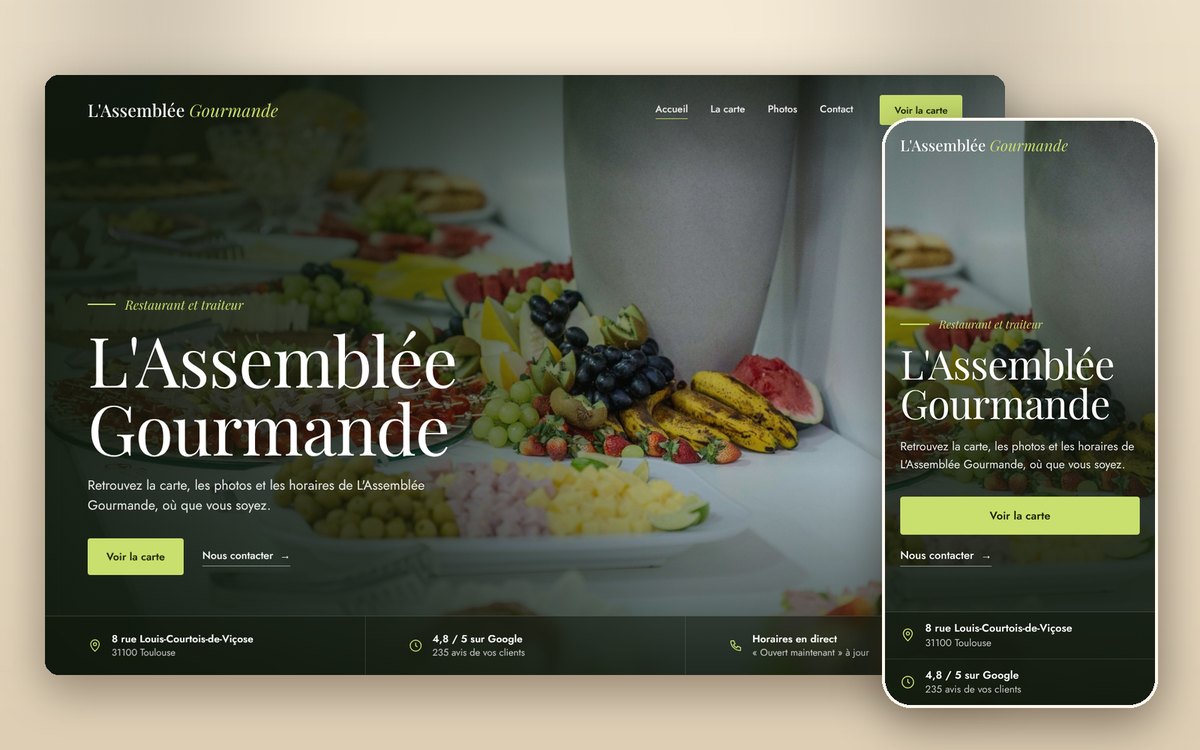 L'Assemblée Gourmande
Accueil La carte Photos Contact Voir la carte
Restaurant et traiteur
L'Assemblée
Gourmande
Retrouvez la carte, les photos et les horaires de L'Assemblée
Gourmande, où que vous soyez.
Voir la carte Nous contacter →
8 rue Louis-Courtois-de-Viçose
31100 Toulouse
4,8 / 5 sur Google
235 avis de vos clients
Horaires en direct
« Ouvert maintenant » à jour
L'Assemblée Gourmande
Restaurant et traiteur
L'Assemblée
Gourmande
Retrouvez la carte, les photos et les horaires de
L'Assemblée Gourmande, où que vous soyez.
Voir la carte
Nous contacter →
8 rue Louis-Courtois-de-Viçose
31100 Toulouse
4,8 / 5 sur Google
235 avis de vos clients